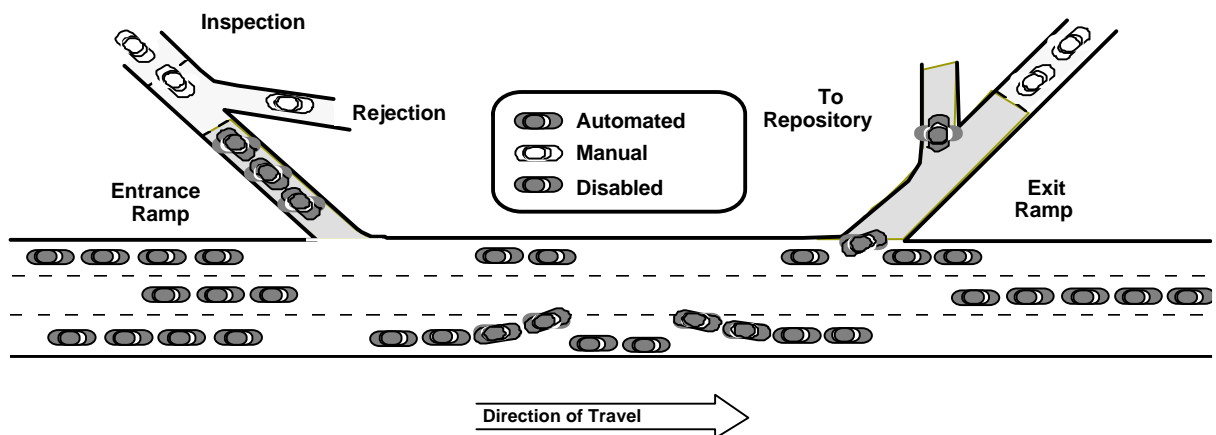 Inspection
Rejection
Entrance
Ramp
Automated
Manual
Disabled
To
Repository
Exit
Ramp
Direction of Travel